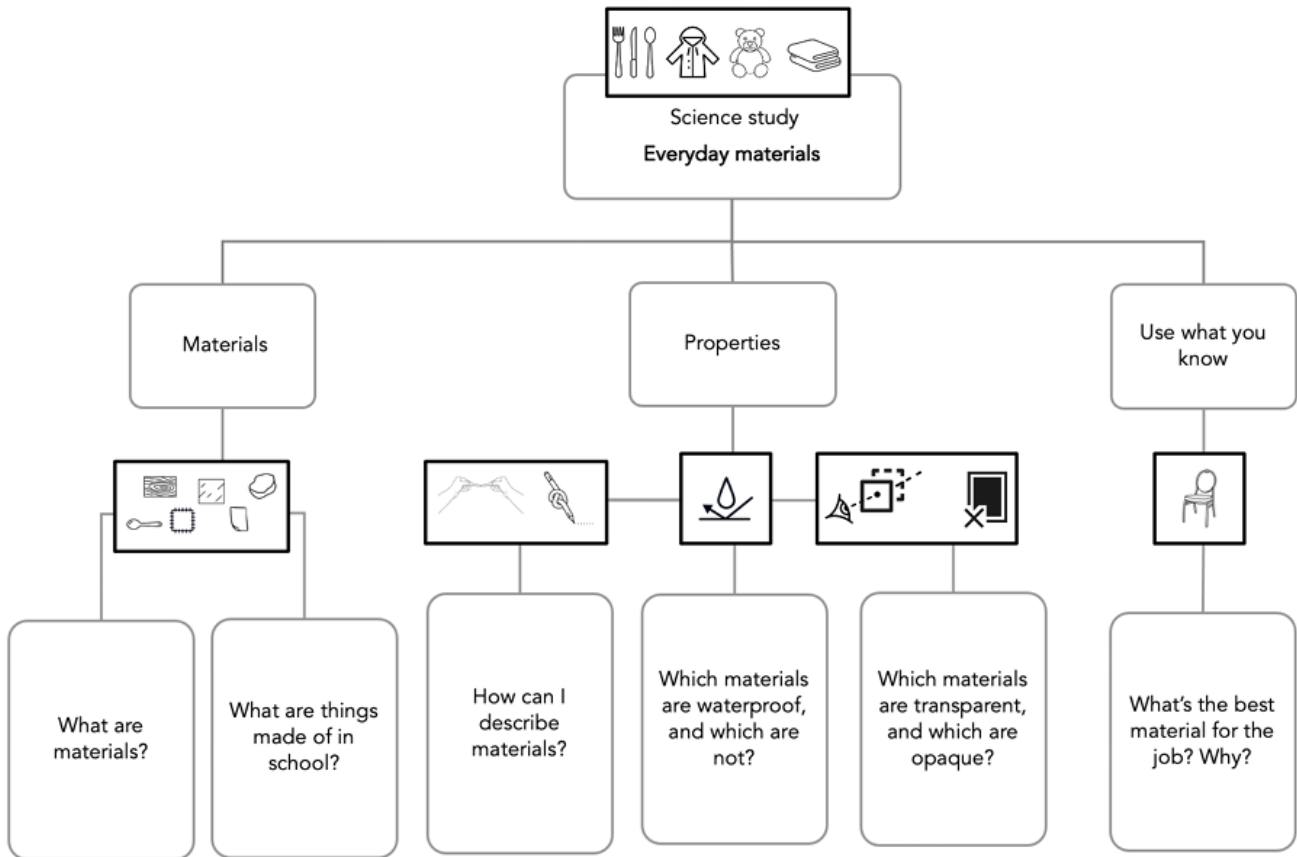 Science study
Everyday materials
Materials
Properties
Use what you
know
What are
materials?
What are things
made of in
school?
How can I
describe
materials?
Which materials
are waterproof,
and which are
not?
Which materials
are transparent,
and which are
opaque?
What's the best
material for the
job? Why?